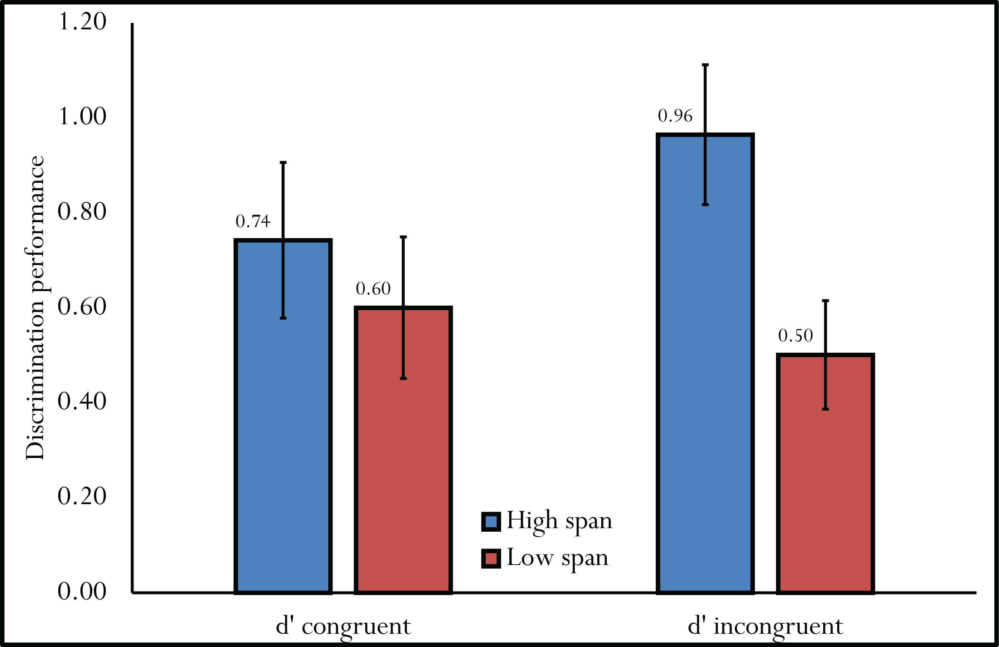 Discrimination performance
1.20
1.00
0.80
0.60
0.40
0.20
0.00
0.74
0.60
0.96
0.50
High span
Low span
d' congruent
d' incongruent